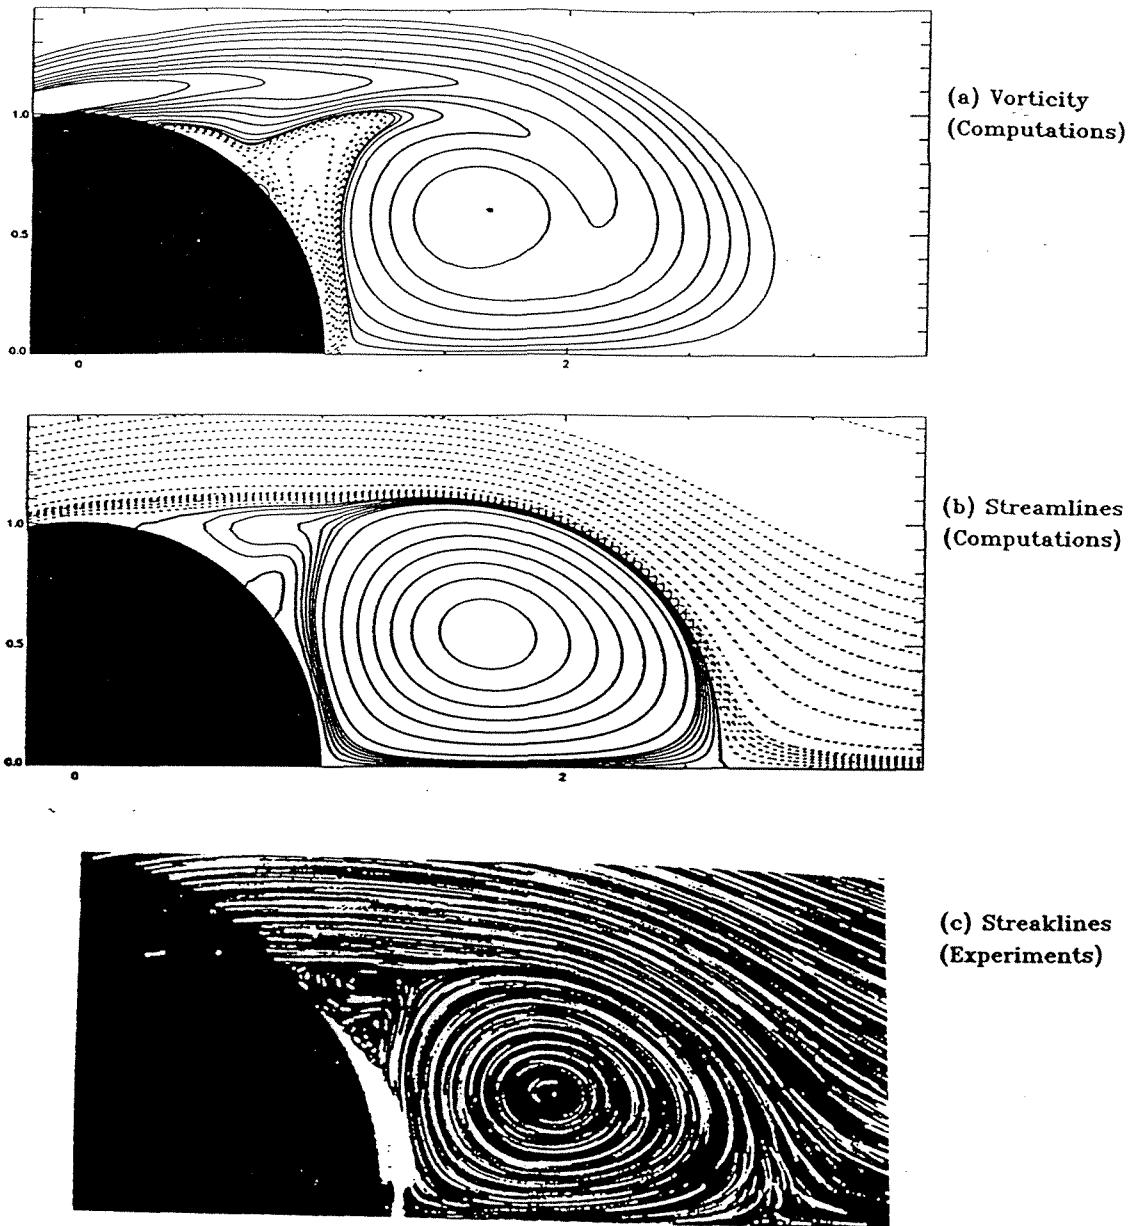 (a) Vorticity
(Computations)
1.0
0.5
0.0
0
2
(b) Streamlines
(Computations)
1.0
0.5
0.0
0
2
(c) Streaklines
(Experiments)